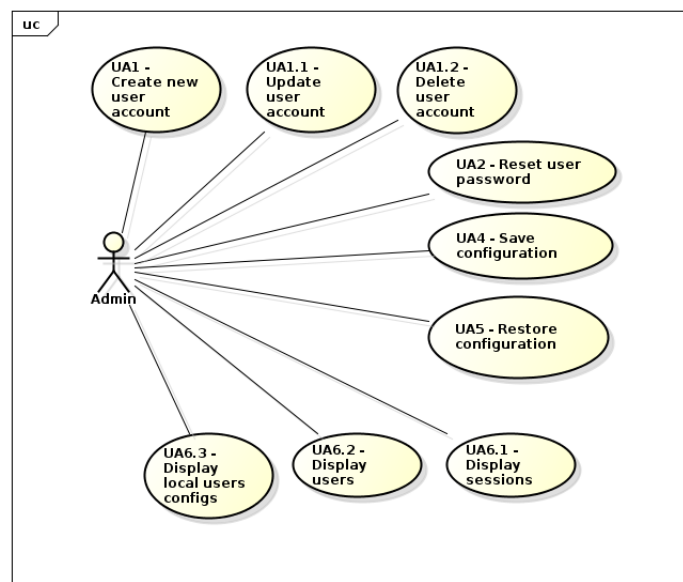 uc
UA1 -
Create new
user
account
UA1.1 -
Update
user
account
UA1.2 -
Delete
user
account
UA2 - Reset user
password
UA4 - Save
configuration
Admin
UA5 - Restore
configuration
UA6.3 -
Display
local users
configs
UA6.2 -
Display
users
UA6.1 -
Display
sessions